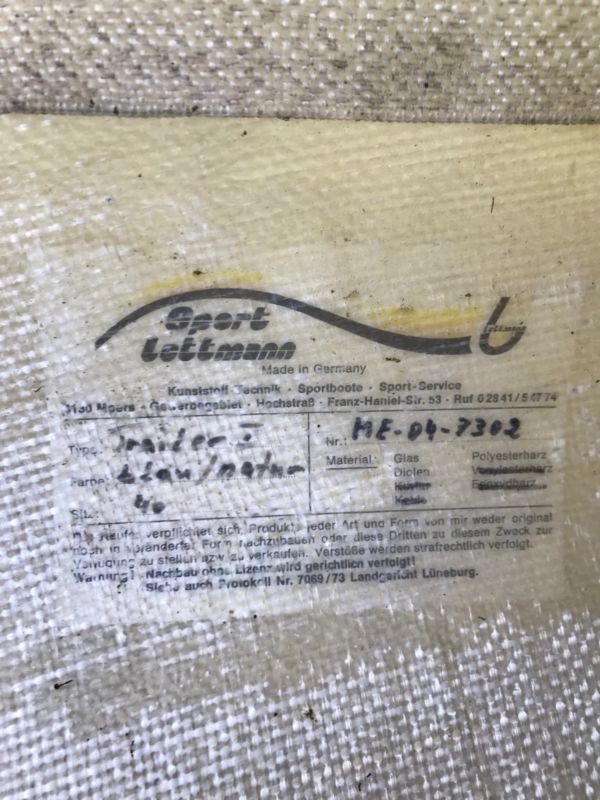 Sport
Lettmann
Lettmann
Made in Germany
Kunststoff-Technik · Sportboote · Sport-Service
4130 Moers · Gewerbegebiet · Hochstraß · Franz-Haniel-Str. 53 · Ruf 02841/
Type: I
Nr.: ME-04-7302
Farbe: blau/natur
Material: Glas Polyesterharz
Diolen Vinylesterharz
Kevlar Epoxydharz
Kohle
Sitz: 40
Käufer verpflichtet sich, Produkte jeder Art und Form von mir weder original
noch in veränderter Form nachzubauen oder diese Dritten zu diesem Zweck zur
Verfügung zu stellen bzw. zu verkaufen. Verstöße werden strafrechtlich verfolgt.
Warnung! Nachbau ohne Lizenz wird gerichtlich verfolgt!
Siehe auch Protokoll Nr. 7069/73 Landgericht Lüneburg.